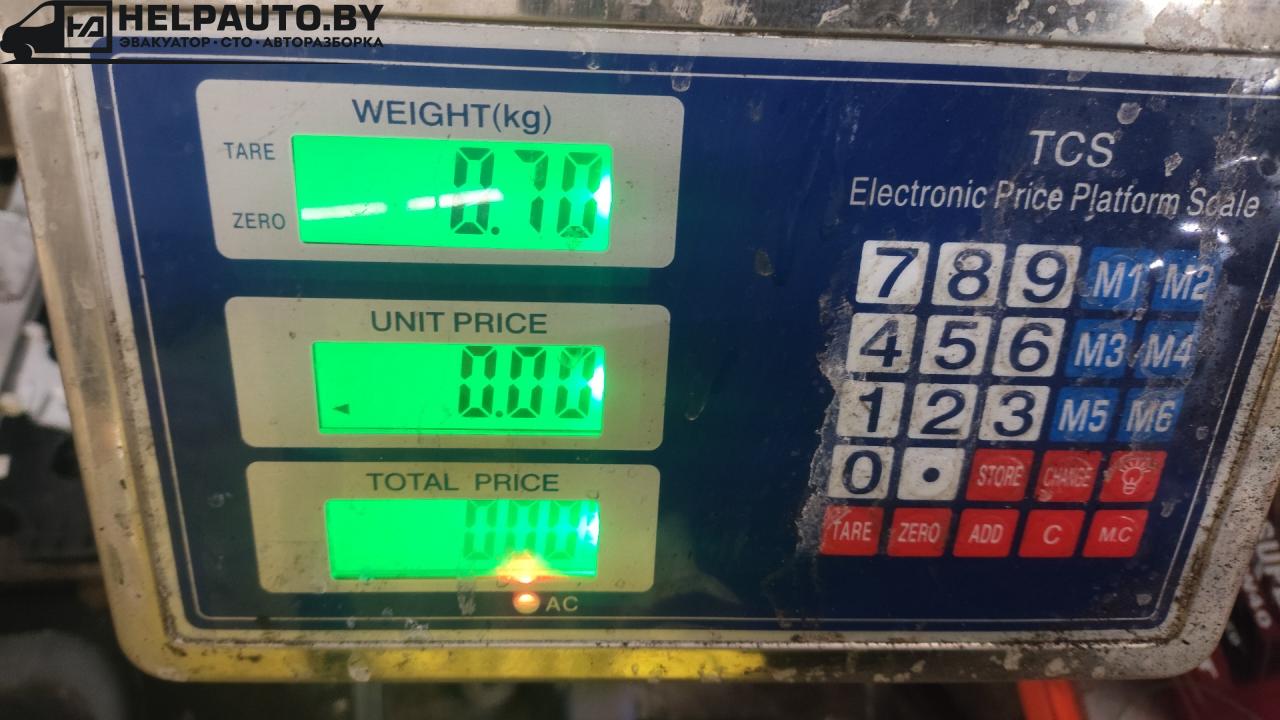 HELPAUTO.BY
ЭВАКУАТОР · СТО · АВТОРАЗБОРКА
WEIGHT(kg)
TARE
0.70
ZERO
UNIT PRICE
0.00
TOTAL PRICE
AC
TCS
Electronic Price Platform Scale
7 8 9 M1 M2
4 5 6 M3 M4
1 2 3 M5 M6
0 . STORE CHANGE
TARE ZERO ADD C M.C